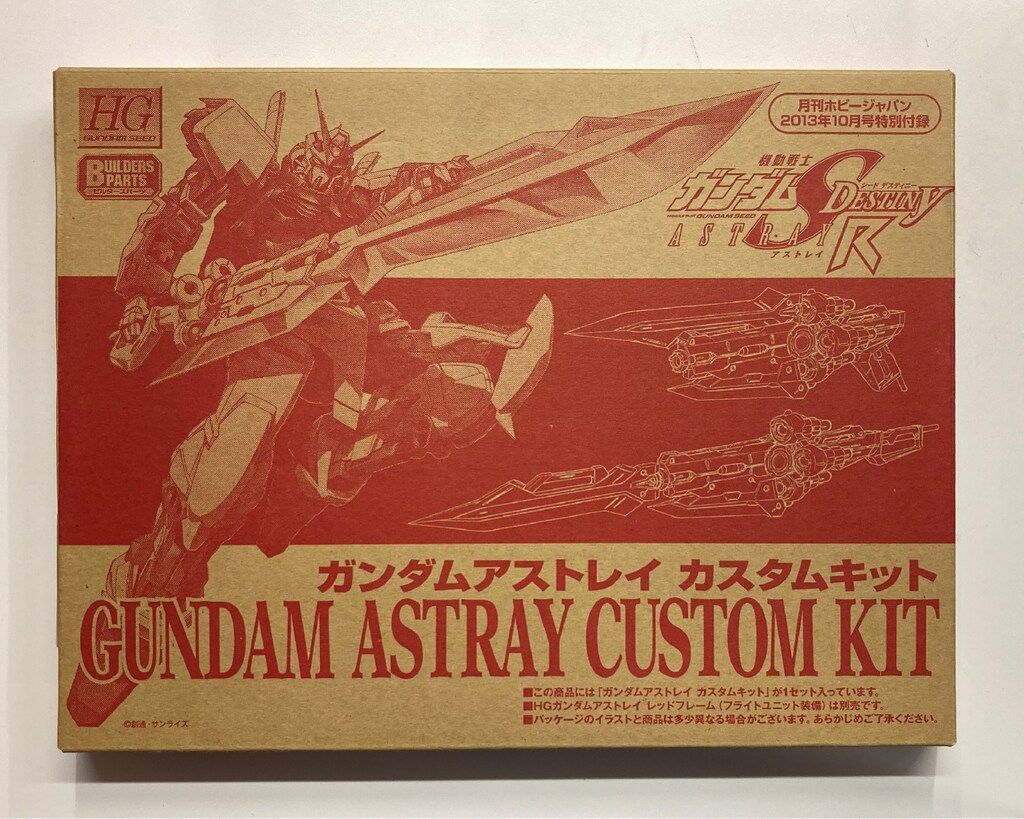 HG
GUNDAM SEED
BUILDERS
PARTS
ビルダーズパーツ
月刊ホビージャパン
2013年10月号特別付録
機動戦士
ガンダムSEED DESTINY
シード デスティニー
MOBILE SUIT GUNDAM SEED
ASTRAY R
アストレイ
ガンダムアストレイ カスタムキット
GUNDAM ASTRAY CUSTOM KIT
■この商品には「ガンダムアストレイ カスタムキット」が1セット入っています。
■HGガンダムアストレイ レッドフレーム(フライトユニット装備)は別売です。
■パッケージのイラストと商品は多少異なる場合がございます。あらかじめご了承ください。
©創通・サンライズ